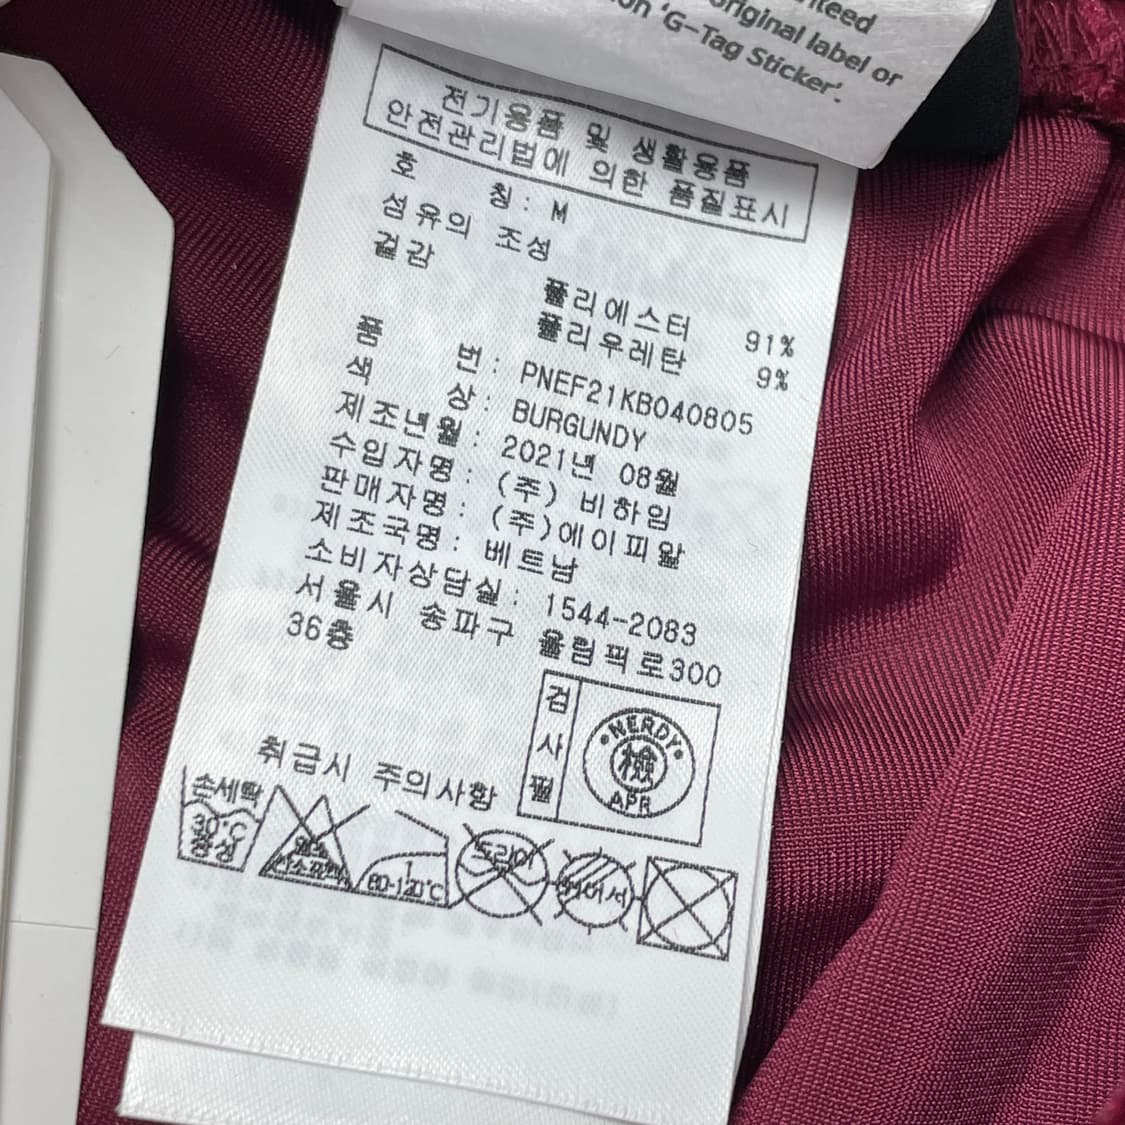 original label or
'G-Tag Sticker'.
전기용품 및 생활용품
안전관리법에 의한 품질표시
호 칭 : M
섬유의 조성
겉감
폴리에스터 91%
폴리우레탄 9%
품 번 : PNEF21KB040805
색 상 : BURGUNDY
제조년월 : 2021년 08월
수입자명 : (주) 비하임
판매자명 : (주)에이피알
제조국명 : 베트남
소비자상담실 : 1544-2083
서울시 송파구 올림픽로300
36층
검사필
NERDY
檢
APR
취급시 주의사항
손세탁
30°C
중성
염소표백
80-120°C
드라이